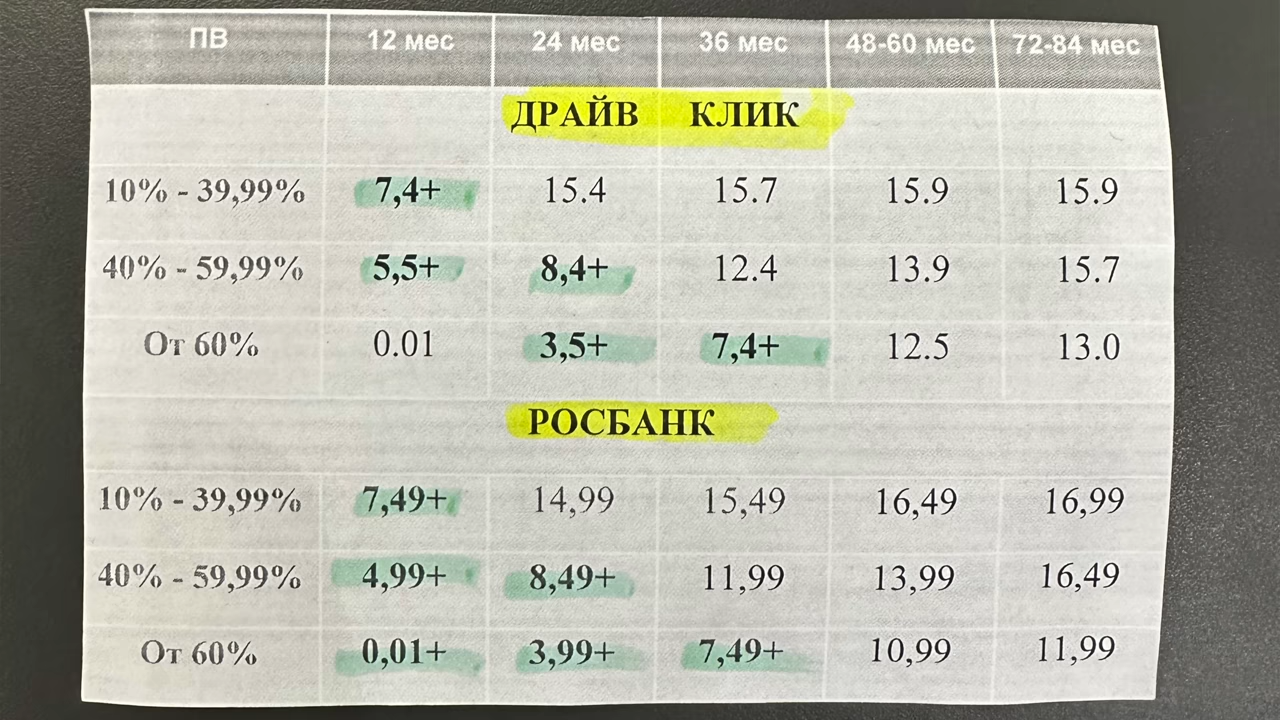 ПВ 12 мес 24 мес 36 мес 48-60 мес 72-84 мес
ДРАЙВ КЛИК
10% - 39,99% 7,4+ 15.4 15.7 15.9 15.9
40% - 59,99% 5,5+ 8,4+ 12.4 13.9 15.7
От 60% 0.01 3,5+ 7,4+ 12.5 13.0
РОСБАНК
10% - 39,99% 7,49+ 14,99 15,49 16,49 16,99
40% - 59,99% 4,99+ 8,49+ 11,99 13,99 16,49
От 60% 0,01+ 3,99+ 7,49+ 10,99 11,99